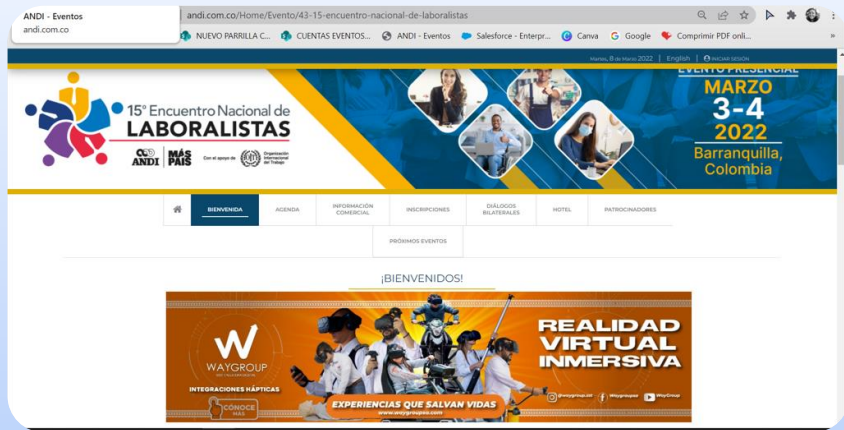 ANDI - Eventos
andi.com.co
andi.com.co/Home/Evento/43-15-encuentro-nacional-de-laboralistas
NUEVO PARRILLA C...
CUENTAS EVENTOS...
ANDI - Eventos
Salesforce - Enterpr...
Canva
Google
Comprimir PDF onli...
Martes, 8 de Marzo 2022 | English | INICIAR SESIÓN
15° Encuentro Nacional de
LABORALISTAS
ANDI
MÁS
PAÍS
Con el apoyo de
Organización
Internacional
del Trabajo
EVENTO PRESENCIAL
MARZO
3-4
2022
Barranquilla,
Colombia
BIENVENIDA
AGENDA
INFORMACIÓN
COMERCIAL
INSCRIPCIONES
DIÁLOGOS
BILATERALES
HOTEL
PATROCINADORES
PRÓXIMOS EVENTOS
¡BIENVENIDOS!
WAYGROUP
INTEGRACIONES HÁPTICAS
CONOCE
MÁS
EXPERIENCIAS QUE SALVAN VIDAS
www.waygroupsa.com
REALIDAD
VIRTUAL
INMERSIVA
WayGroup